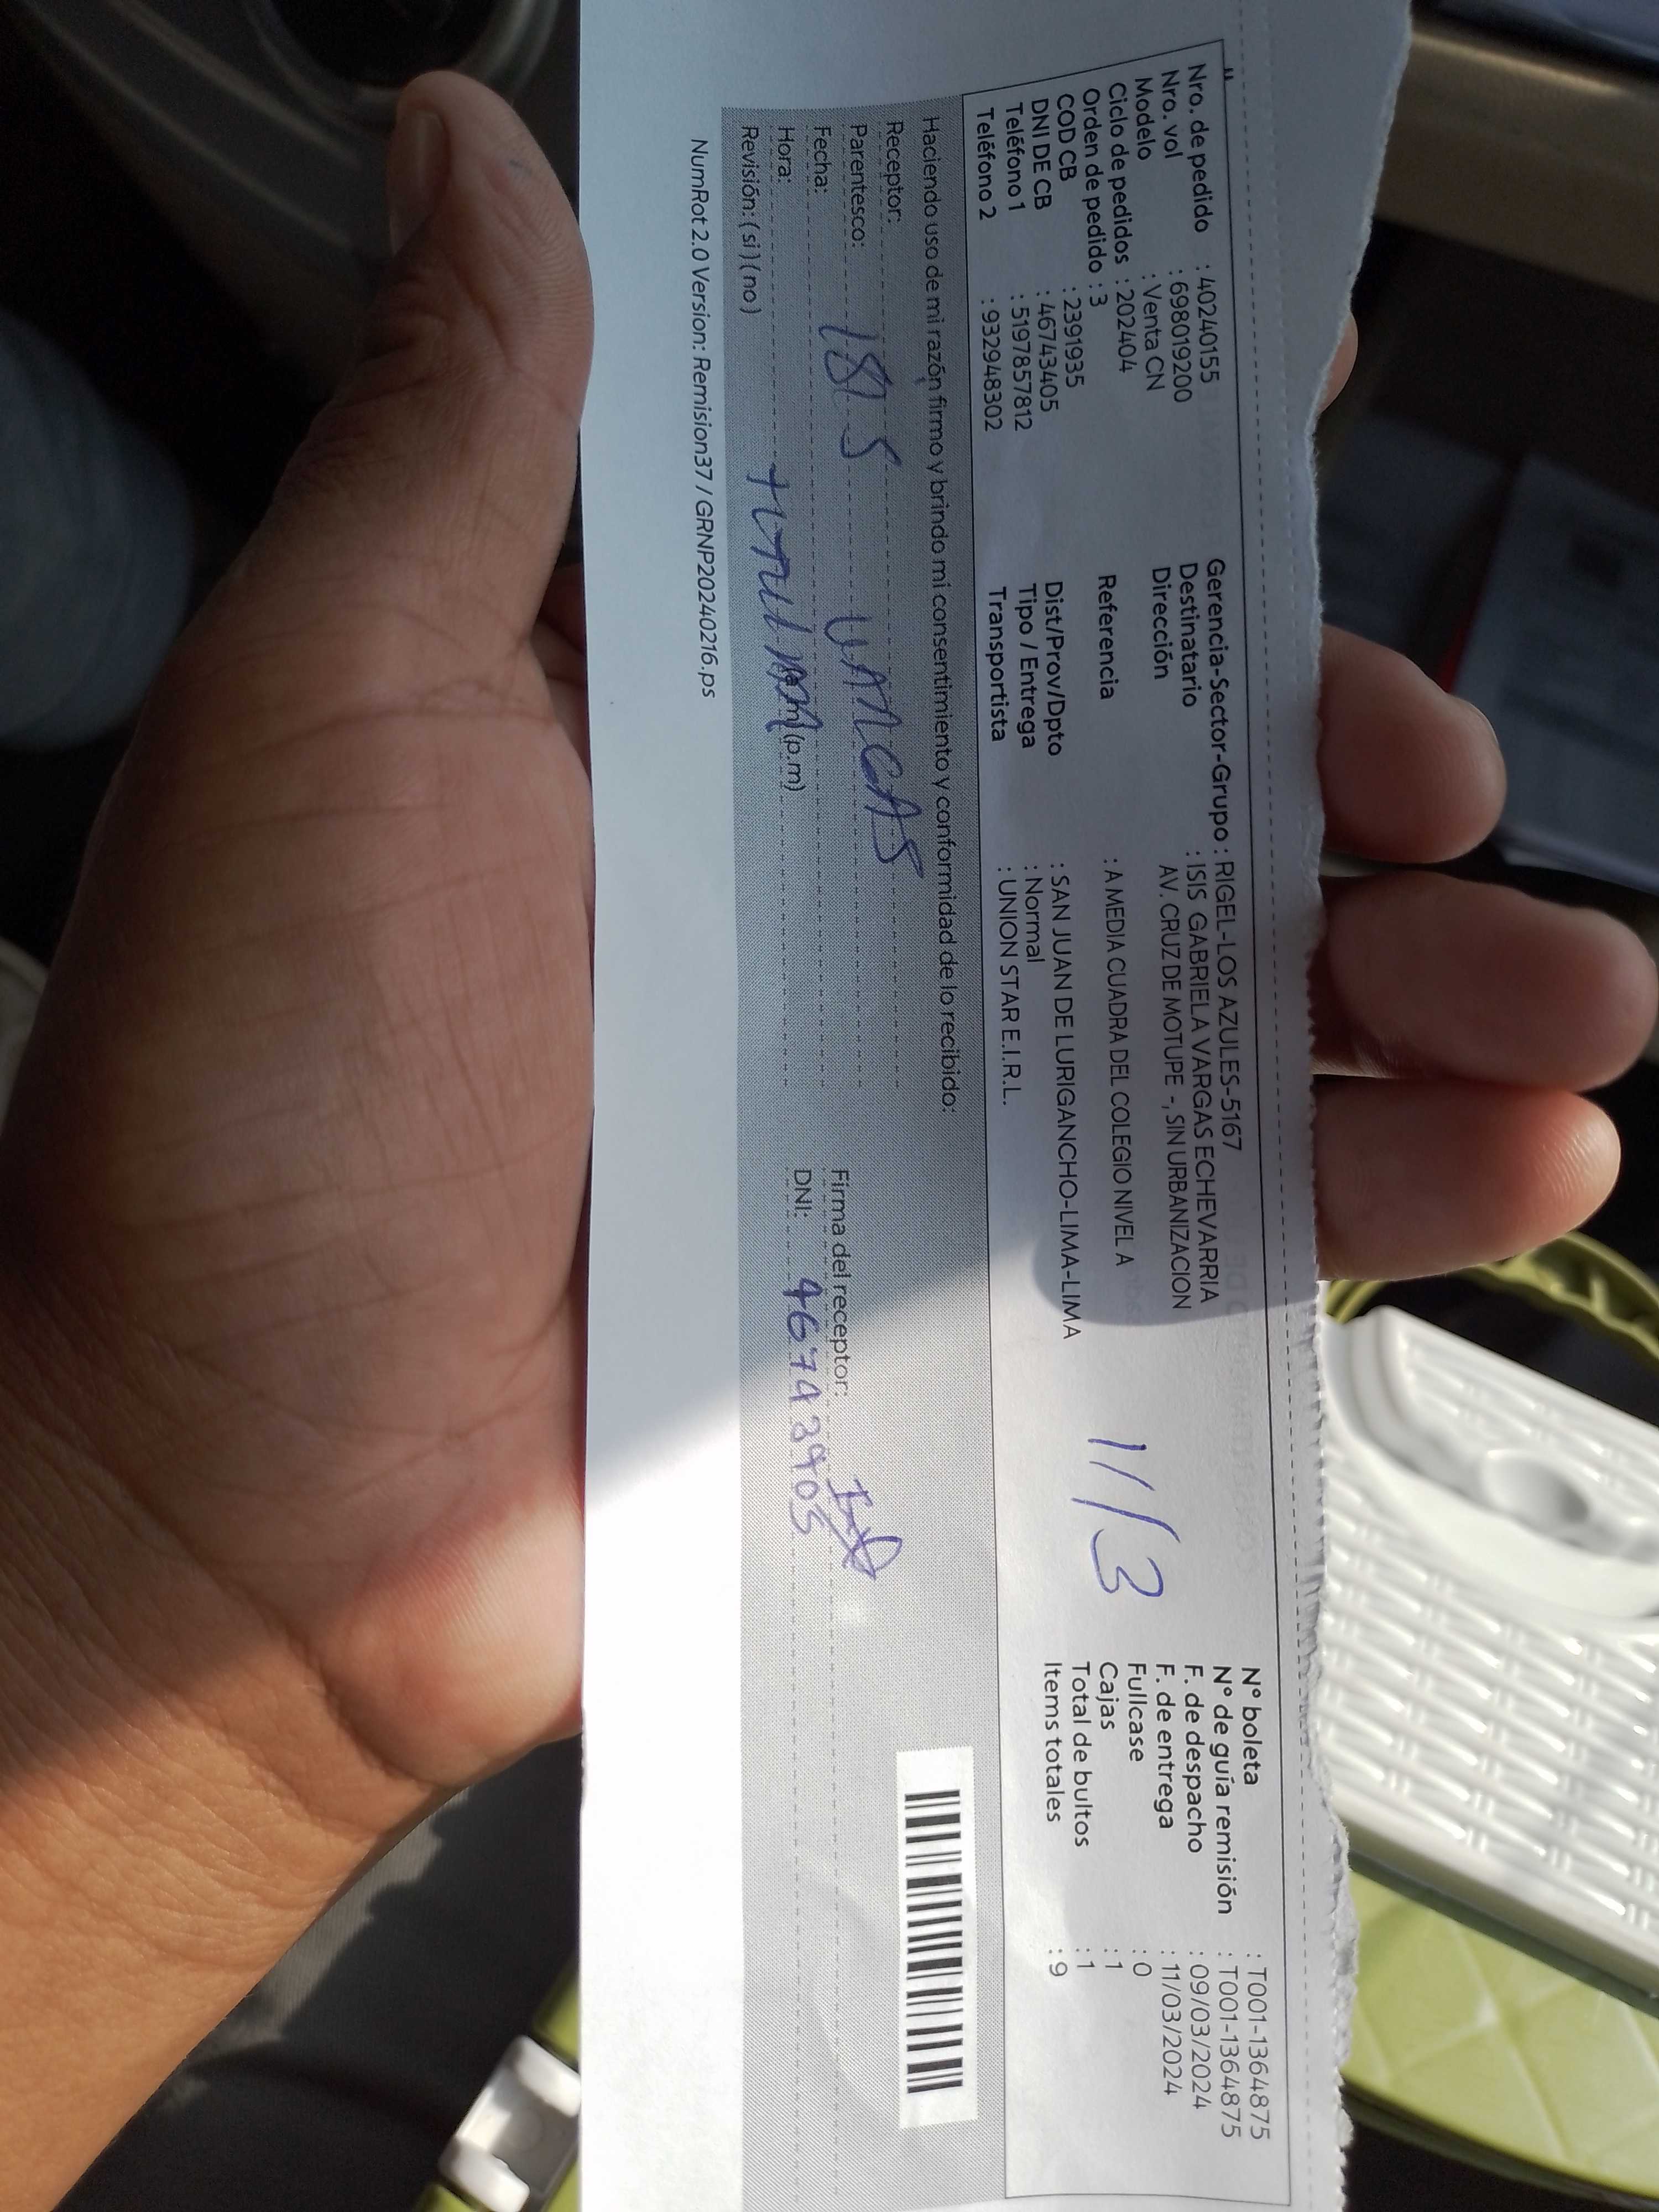 Nro. de pedido : 40240155
Nro. vol : 698019200
Modelo : Venta CN
Ciclo de pedidos : 202404
Orden de pedido : 3
COD CB : 2391935
DNI DE CB : 46743405
Teléfono 1 : 5197857812
Teléfono 2 : 932948302
Gerencia-Sector-Grupo : RIGEL-LOS AZULES-5167
Destinatario : ISIS GABRIELA VARGAS ECHEVARRIA
Dirección AV. CRUZ DE MOTUPE -, SIN URBANIZACION
Referencia : A MEDIA CUADRA DEL COLEGIO NIVEL A
Dist/Prov/Dpto : SAN JUAN DE LURIGANCHO-LIMA-LIMA
Tipo / Entrega : Normal
Transportista : UNION STAR E.I.R.L.
1/3
N° boleta : T001-1364875
N° de guía remisión : T001-1364875
F. de despacho : 09/03/2024
F. de entrega : 11/03/2024
Fullcase : 0
Cajas : 1
Total de bultos : 1
Items totales : 9
Haciendo uso de mi razón firmo y brindo mi consentimiento y conformidad de lo recibido:
Receptor:
Parentesco: VARGAS
Fecha:
Hora: (p.m)
Revisión: ( si ) ( no )
Firma del receptor:
DNI: 46743405
NumRot 2.0 Version: Remision37 / GRNP20240216.ps